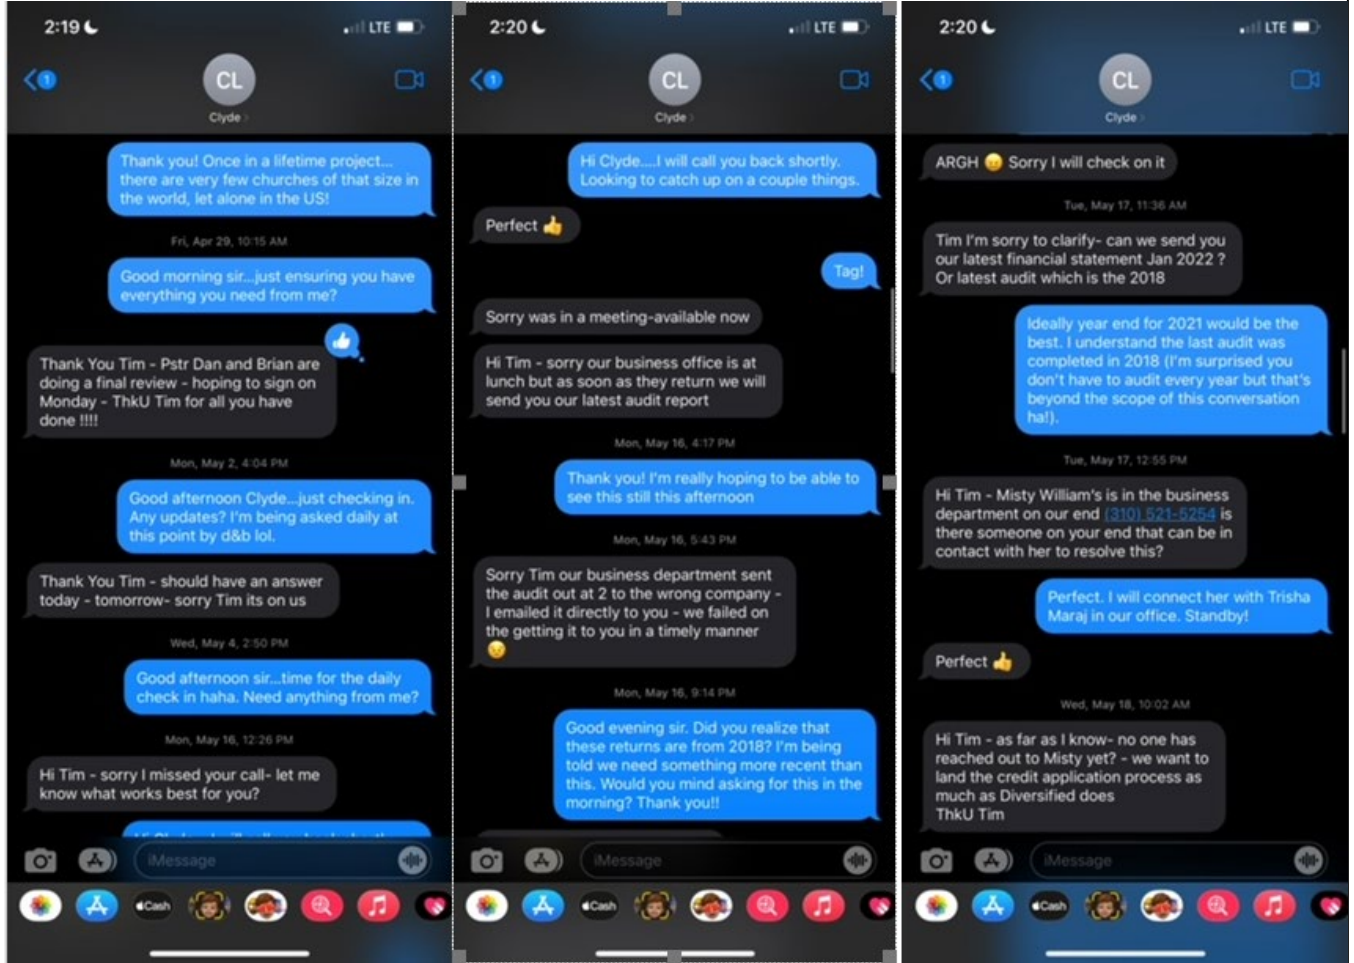 2:19
LTE
1
CL
Clyde
Thank you! Once in a lifetime project...
there are very few churches of that size in
the world, let alone in the US!
Fri, Apr 29, 10:15 AM
Good morning sir...just ensuring you have
everything you need from me?
Thank You Tim - Pstr Dan and Brian are
doing a final review - hoping to sign on
Monday - ThkU Tim for all you have
done !!!!
Mon, May 2, 4:04 PM
Good afternoon Clyde...just checking in.
Any updates? I'm being asked daily at
this point by d&b lol.
Thank You Tim - should have an answer
today - tomorrow- sorry Tim its on us
Wed, May 4, 2:50 PM
Good afternoon sir...time for the daily
check in haha. Need anything from me?
Mon, May 16, 12:26 PM
Hi Tim - sorry I missed your call- let me
know what works best for you?
iMessage
Cash
2:20
LTE
1
CL
Clyde
Hi Clyde....I will call you back shortly.
Looking to catch up on a couple things.
Perfect 👍
Tag!
Sorry was in a meeting-available now
Hi Tim - sorry our business office is at
lunch but as soon as they return we will
send you our latest audit report
Mon, May 16, 4:17 PM
Thank you! I'm really hoping to be able to
see this still this afternoon
Mon, May 16, 5:43 PM
Sorry Tim our business department sent
the audit out at 2 to the wrong company -
I emailed it directly to you - we failed on
the getting it to you in a timely manner
😟
Mon, May 16, 9:14 PM
Good evening sir. Did you realize that
these returns are from 2018? I'm being
told we need something more recent than
this. Would you mind asking for this in the
morning? Thank you!!
iMessage
Cash
2:20
LTE
1
CL
Clyde
ARGH 😠 Sorry I will check on it
Tue, May 17, 11:36 AM
Tim I'm sorry to clarify- can we send you
our latest financial statement Jan 2022 ?
Or latest audit which is the 2018
Ideally year end for 2021 would be the
best. I understand the last audit was
completed in 2018 (I'm surprised you
don't have to audit every year but that's
beyond the scope of this conversation
ha!).
Tue, May 17, 12:55 PM
Hi Tim - Misty William's is in the business
department on our end (310) 521-5254 is
there someone on your end that can be in
contact with her to resolve this?
Perfect. I will connect her with Trisha
Maraj in our office. Standby!
Perfect 👍
Wed, May 18, 10:02 AM
Hi Tim - as far as I know- no one has
reached out to Misty yet? - we want to
land the credit application process as
much as Diversified does
ThkU Tim
iMessage
Cash